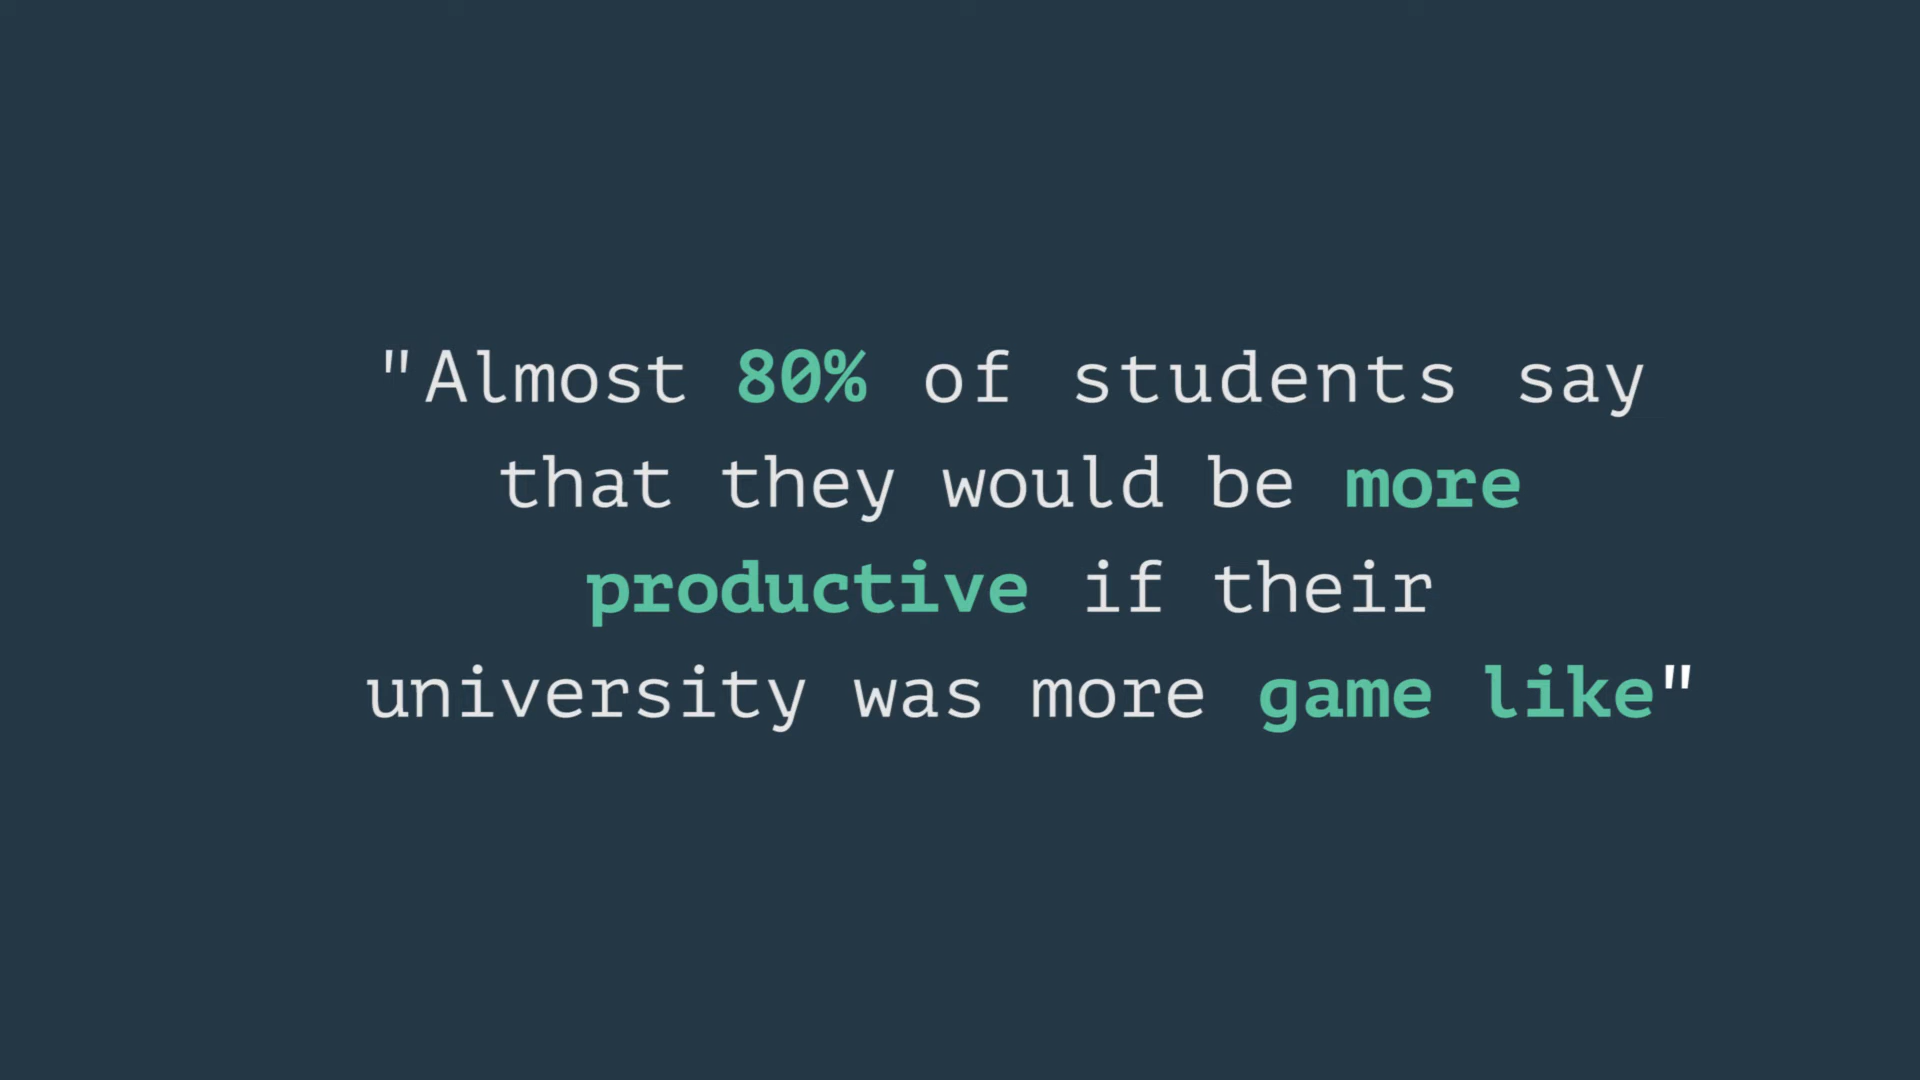 "Almost 80% of students say
that they would be more
productive if their
university was more game like"